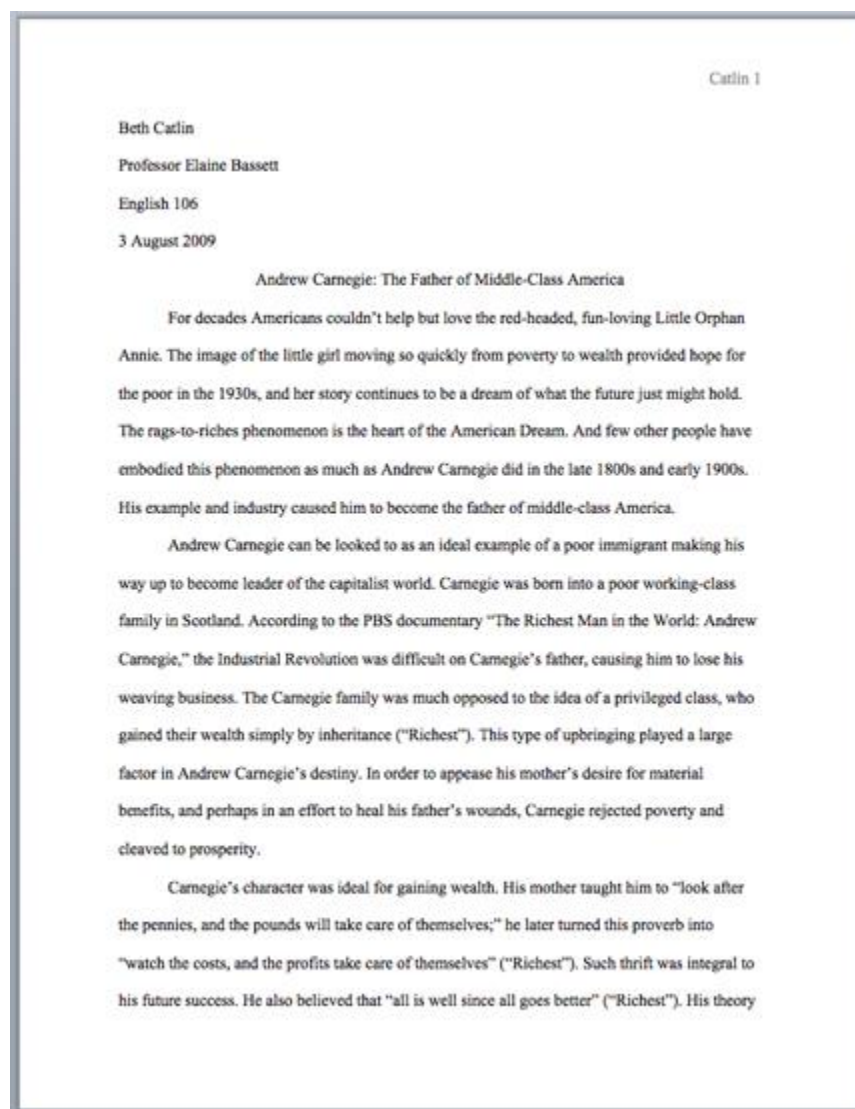 Catlin 1
Beth Catlin
Professor Elaine Bassett
English 106
3 August 2009
Andrew Carnegie: The Father of Middle-Class America
For decades Americans couldn’t help but love the red-headed, fun-loving Little Orphan
Annie. The image of the little girl moving so quickly from poverty to wealth provided hope for
the poor in the 1930s, and her story continues to be a dream of what the future just might hold.
The rags-to-riches phenomenon is the heart of the American Dream. And few other people have
embodied this phenomenon as much as Andrew Carnegie did in the late 1800s and early 1900s.
His example and industry caused him to become the father of middle-class America.
Andrew Carnegie can be looked to as an ideal example of a poor immigrant making his
way up to become leader of the capitalist world. Carnegie was born into a poor working-class
family in Scotland. According to the PBS documentary “The Richest Man in the World: Andrew
Carnegie,” the Industrial Revolution was difficult on Carnegie’s father, causing him to lose his
weaving business. The Carnegie family was much opposed to the idea of a privileged class, who
gained their wealth simply by inheritance (“Richest”). This type of upbringing played a large
factor in Andrew Carnegie’s destiny. In order to appease his mother’s desire for material
benefits, and perhaps in an effort to heal his father’s wounds, Carnegie rejected poverty and
cleaved to prosperity.
Carnegie’s character was ideal for gaining wealth. His mother taught him to “look after
the pennies, and the pounds will take care of themselves;” he later turned this proverb into
“watch the costs, and the profits take care of themselves” (“Richest”). Such thrift was integral to
his future success. He also believed that “all is well since all goes better” (“Richest”). His theory